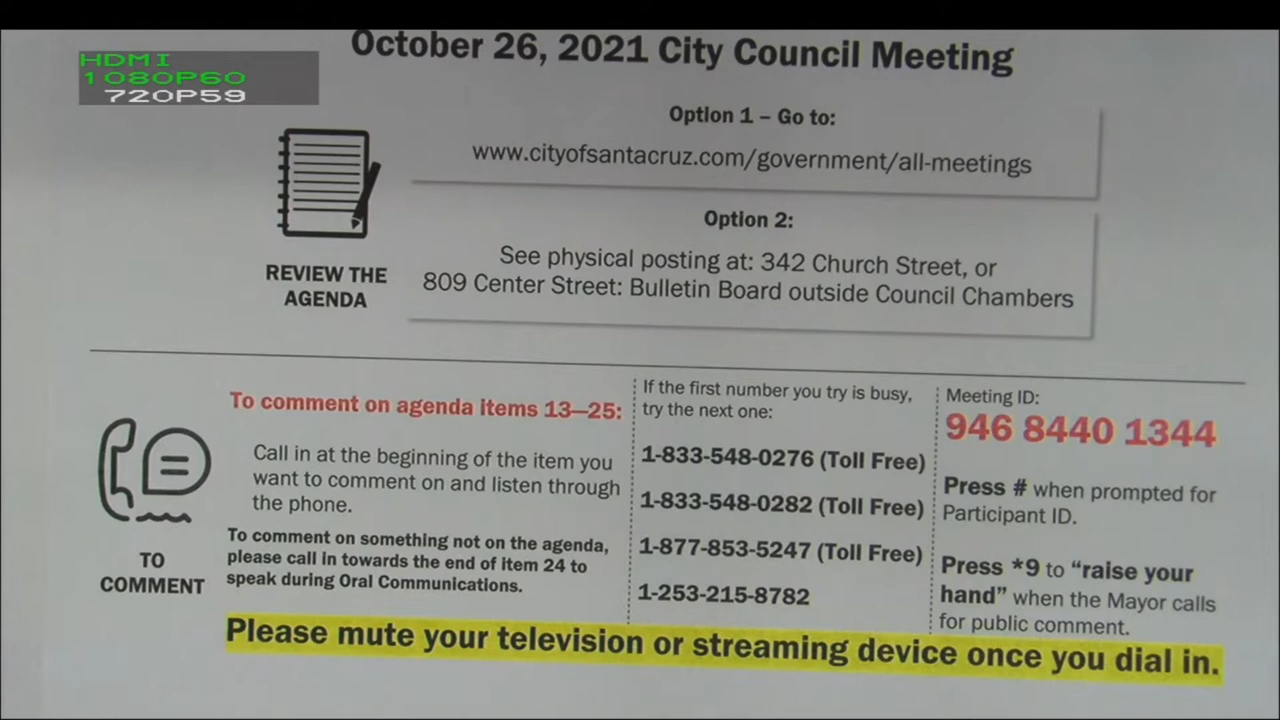 HDMI
1080P60
720P59
October 26, 2021 City Council Meeting
Option 1 – Go to:
www.cityofsantacruz.com/government/all-meetings
Option 2:
See physical posting at: 342 Church Street, or
809 Center Street: Bulletin Board outside Council Chambers
REVIEW THE
AGENDA
To comment on agenda items 13—25:
Call in at the beginning of the item you
want to comment on and listen through
the phone.
To comment on something not on the agenda,
please call in towards the end of item 24 to
speak during Oral Communications.
TO
COMMENT
If the first number you try is busy,
try the next one:
1-833-548-0276 (Toll Free)
1-833-548-0282 (Toll Free)
1-877-853-5247 (Toll Free)
1-253-215-8782
Meeting ID:
946 8440 1344
Press # when prompted for
Participant ID.
Press *9 to “raise your
hand” when the Mayor calls
for public comment.
Please mute your television or streaming device once you dial in.